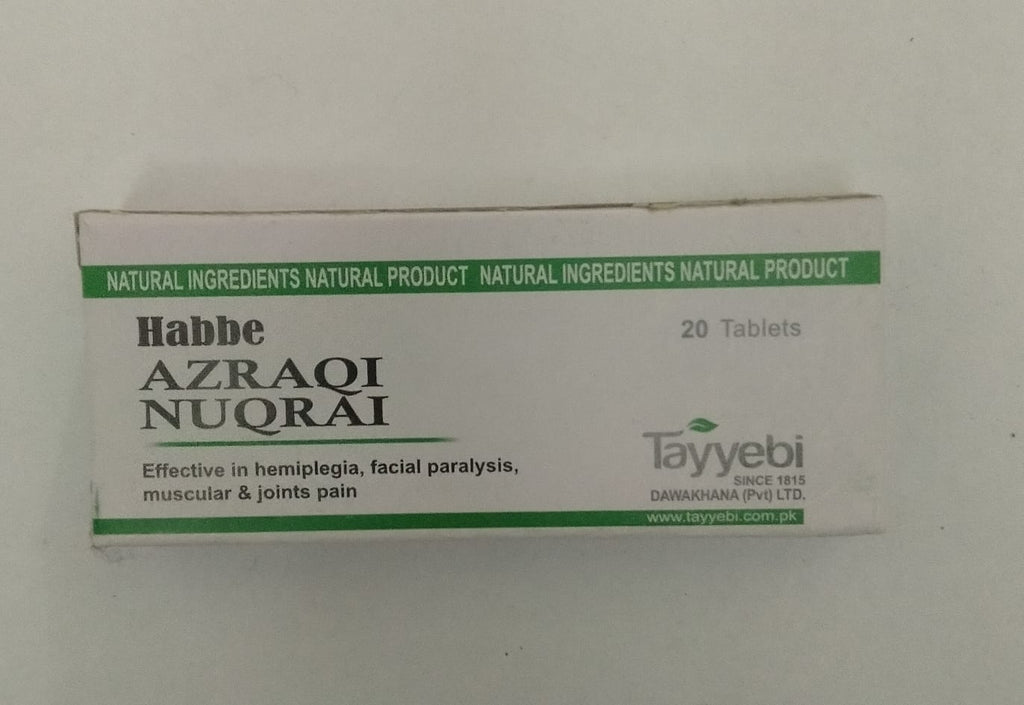 NATURAL INGREDIENTS NATURAL PRODUCT NATURAL INGREDIENTS NATURAL PRODUCT
Habbe
AZRAQI
NUQRAI
20 Tablets
Effective in hemiplegia, facial paralysis,
muscular & joints pain
Tayyebi
SINCE 1815
DAWAKHANA (Pvt) LTD.
www.tayyebi.com.pk